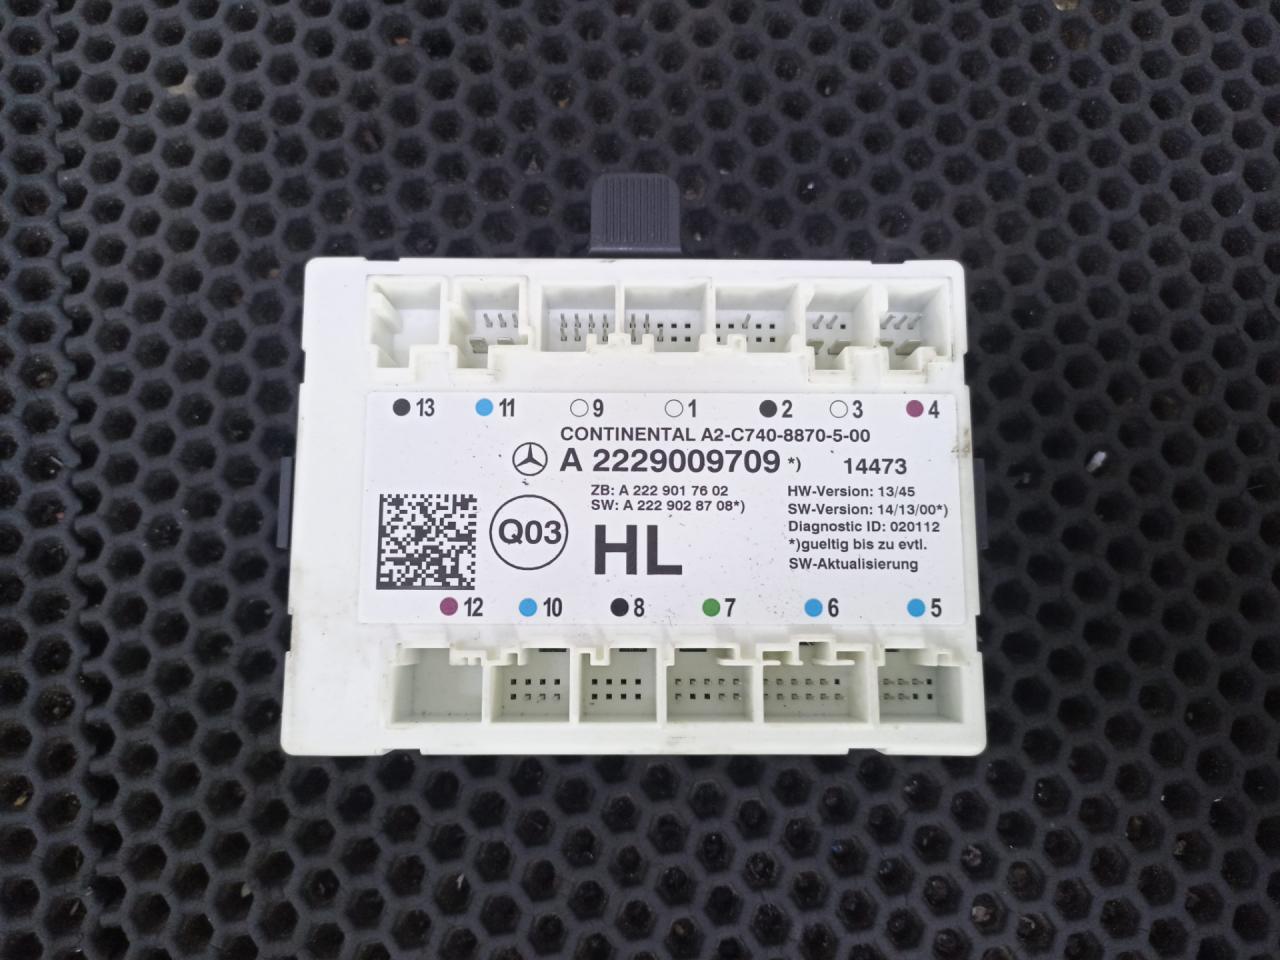 13 11 9 1 2 3 4
CONTINENTAL A2-C740-8870-5-00
A 2229009709 *) 14473
ZB: A 222 901 76 02
SW: A 222 902 87 08*)
HW-Version: 13/45
SW-Version: 14/13/00*)
Diagnostic ID: 020112
*)gueltig bis zu evtl.
SW-Aktualisierung
Q03
HL
12 10 8 7 6 5